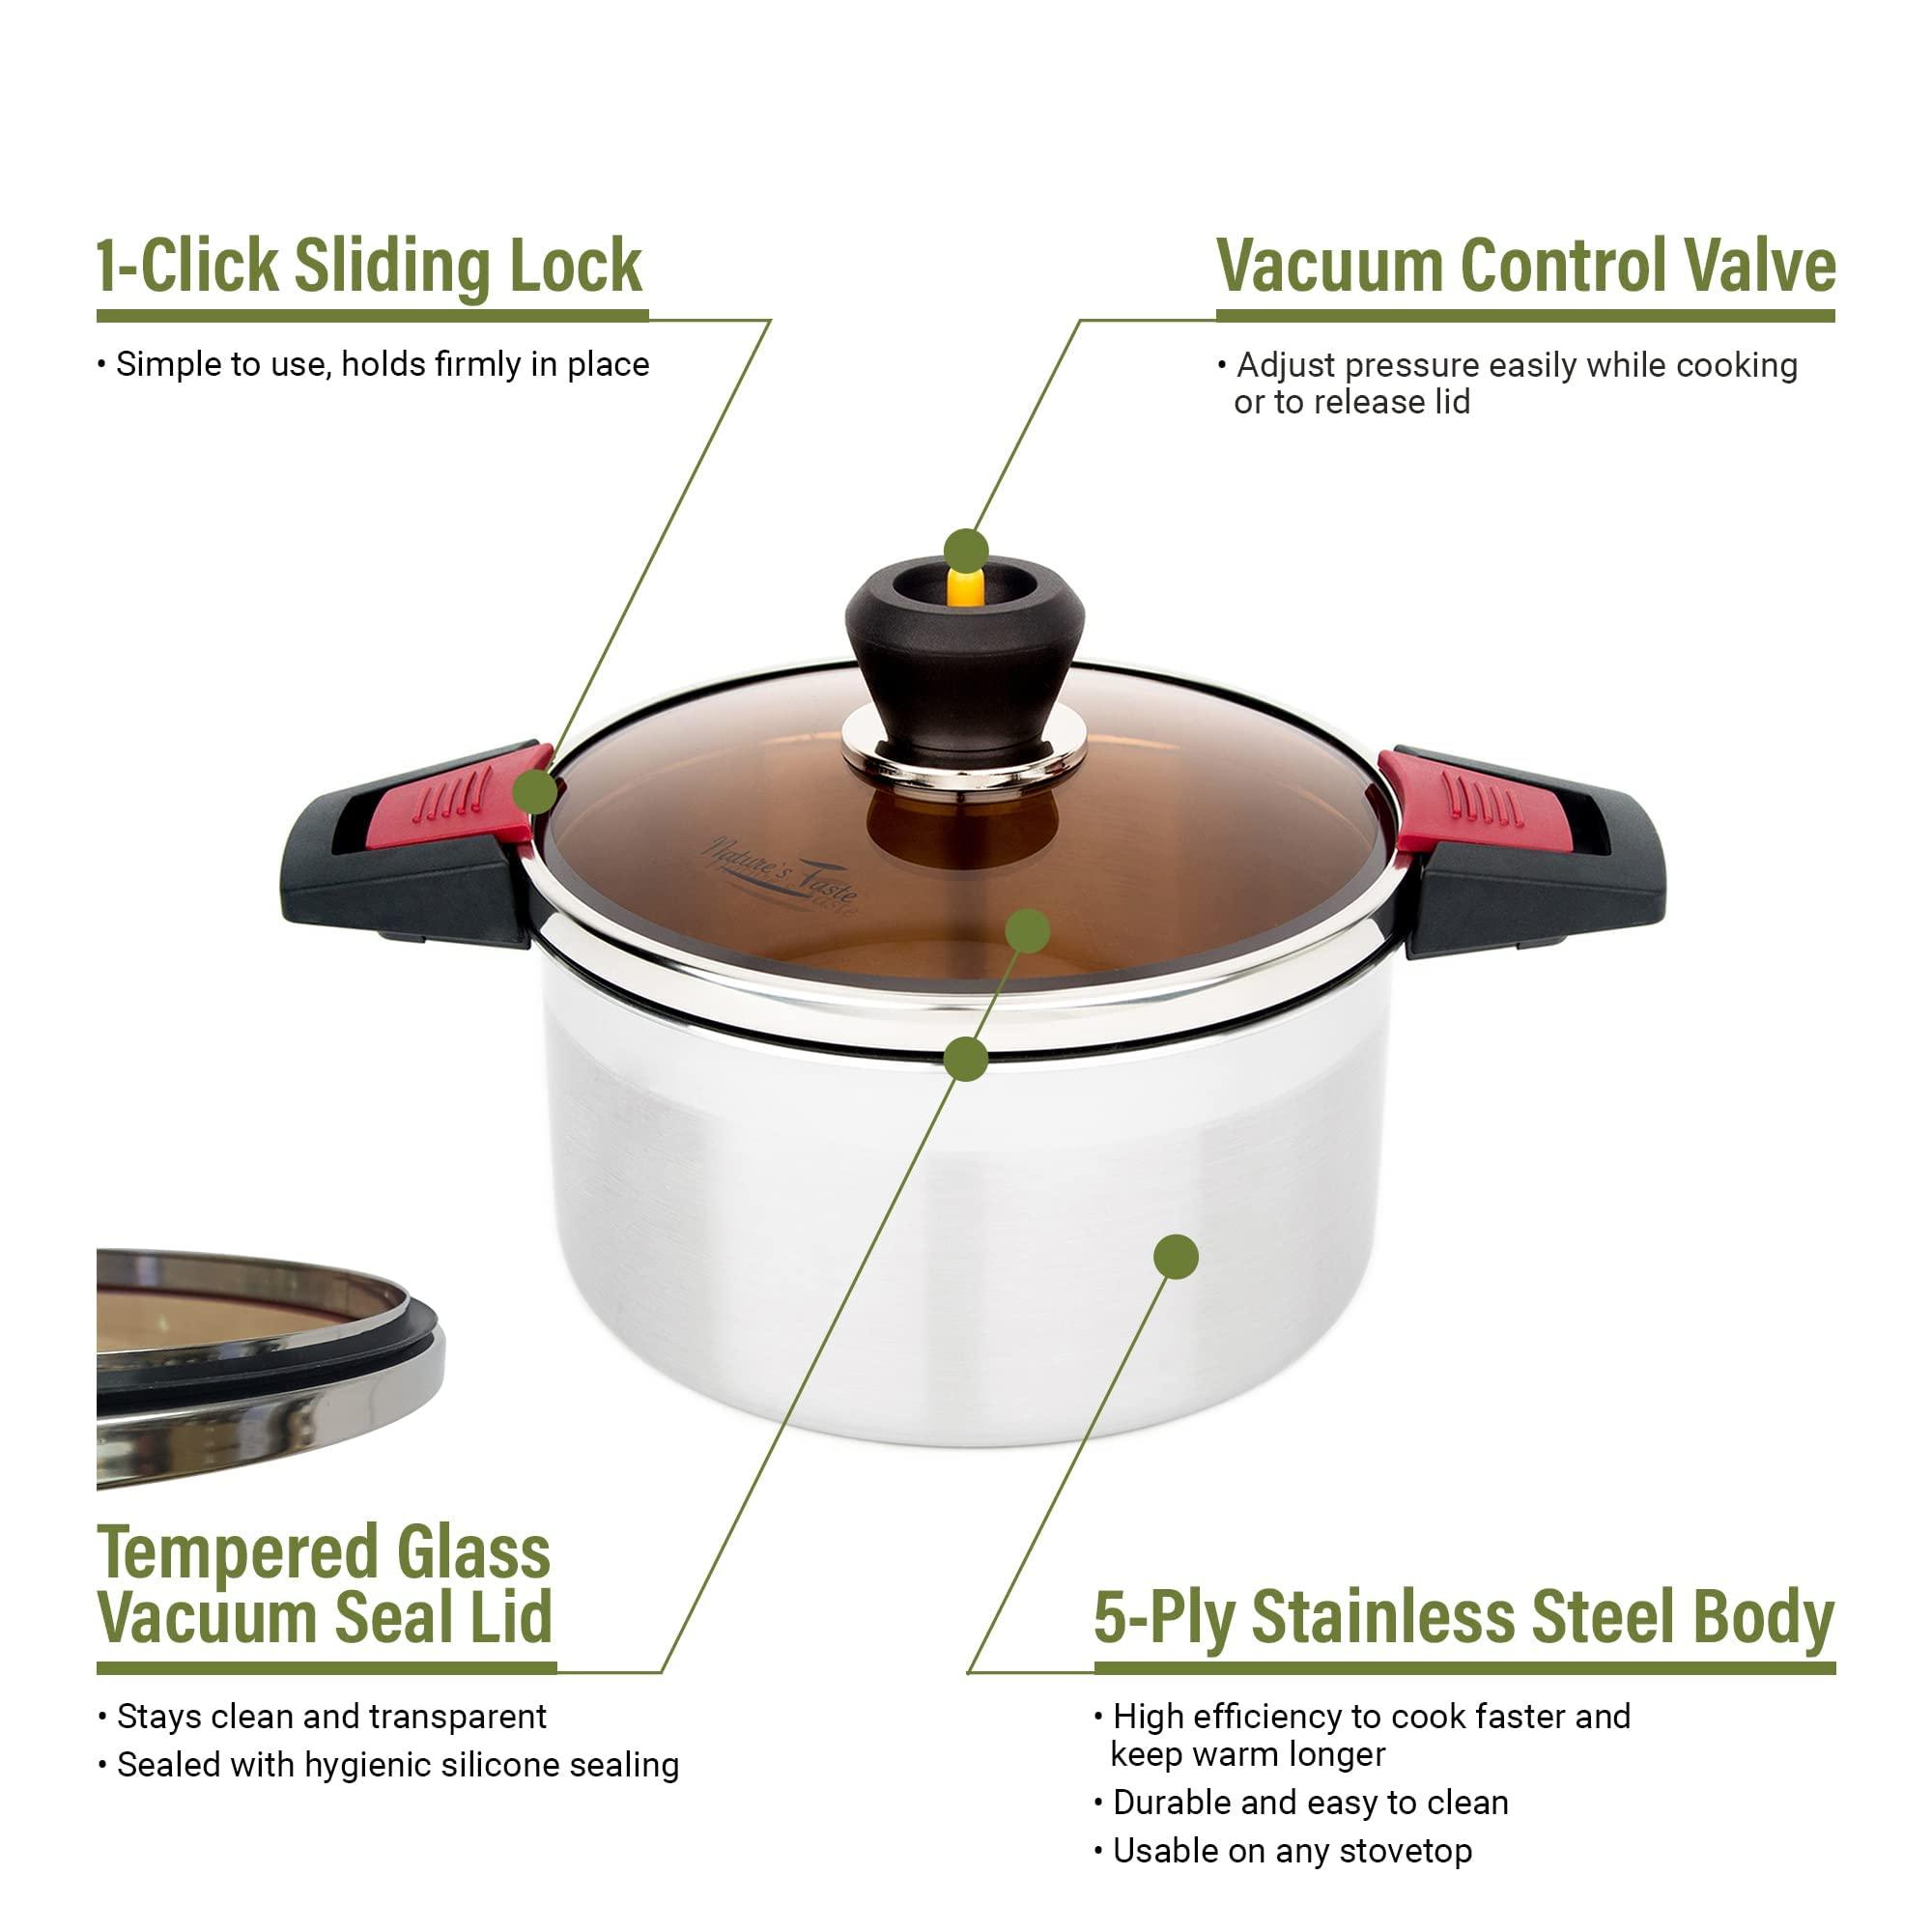 1-Click Sliding Lock
• Simple to use, holds firmly in place
Vacuum Control Valve
• Adjust pressure easily while cooking
or to release lid
Nature's Taste
Tempered Glass
Vacuum Seal Lid
• Stays clean and transparent
• Sealed with hygienic silicone sealing
5-Ply Stainless Steel Body
• High efficiency to cook faster and
keep warm longer
• Durable and easy to clean
• Usable on any stovetop